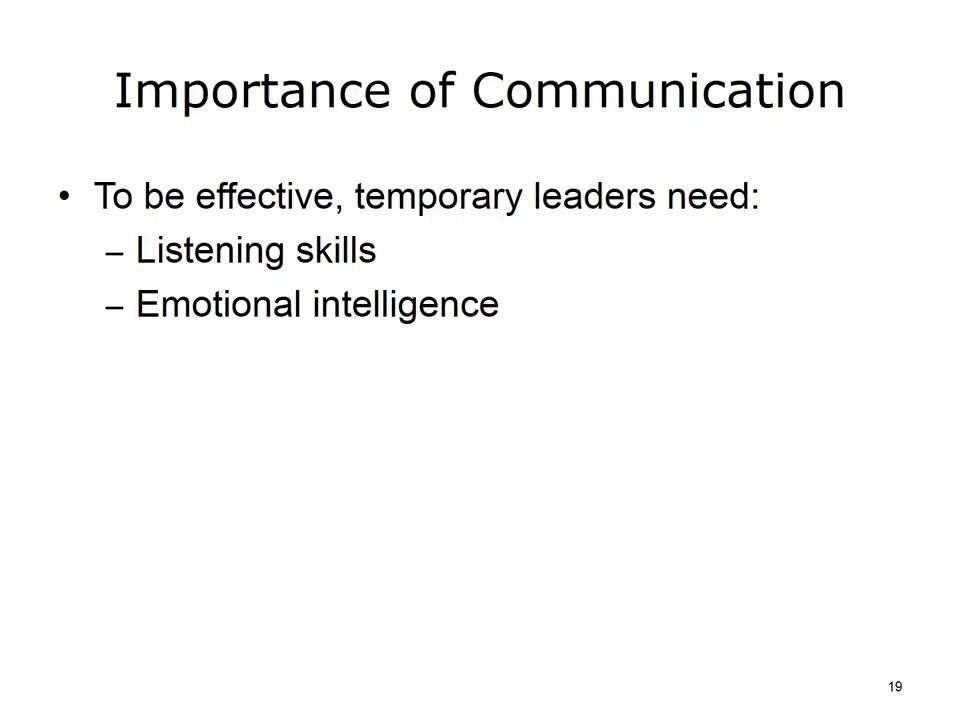 Importance of Communication
• To be effective, temporary leaders need:
– Listening skills
– Emotional intelligence
19